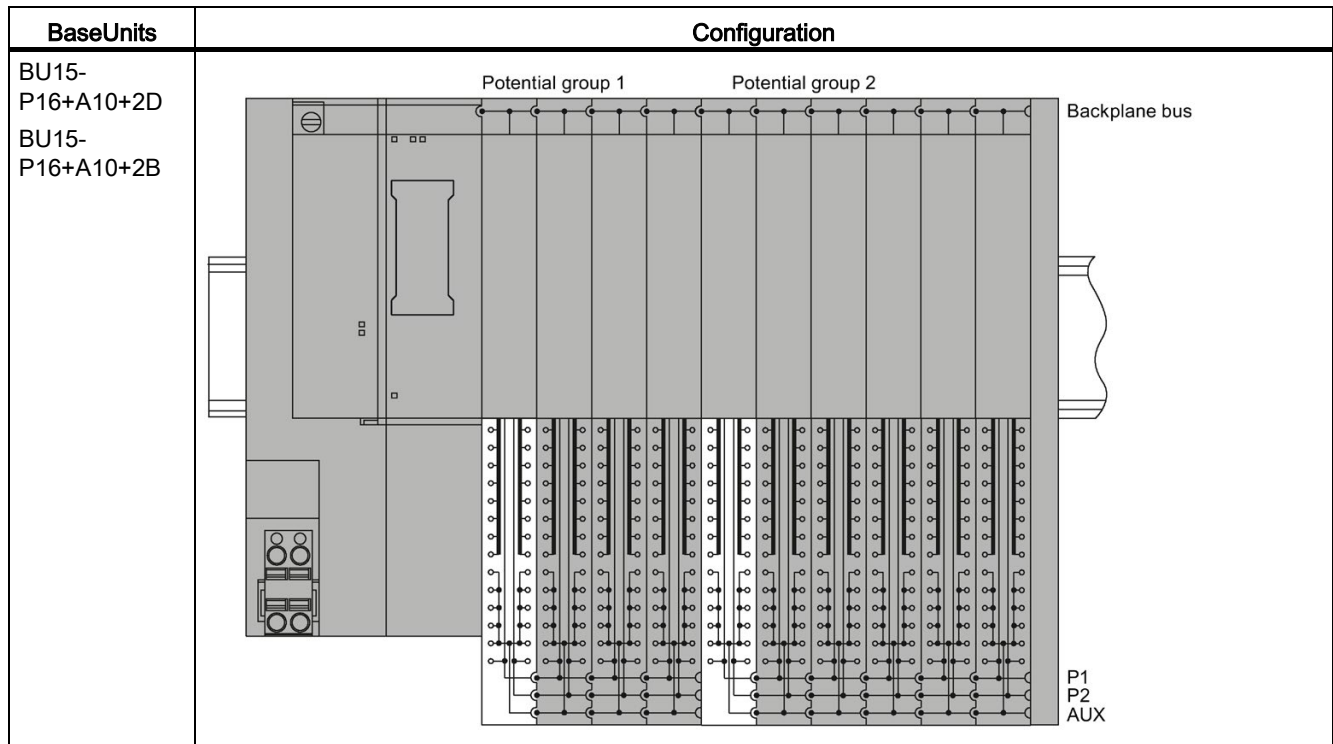 BaseUnits
Configuration
BU15-
P16+A10+2D
BU15-
P16+A10+2B
Potential group 1
Potential group 2
Backplane bus
P1
P2
AUX